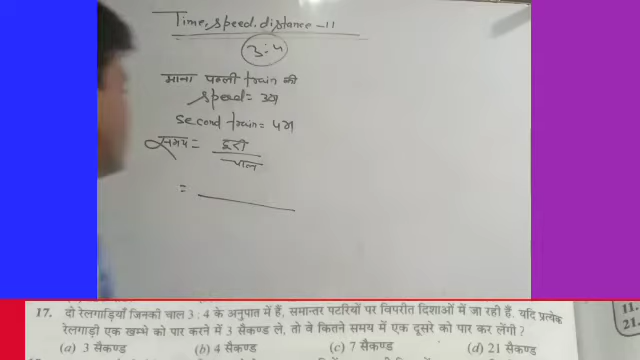 Time, speed. distance -11
3:4
माना पहली train की
speed = 3x
second train = 4x
समय = दूरी
चाल
=
17. दो रेलगाड़ियाँ जिनकी चाल 3 : 4 के अनुपात में हैं, समान्तर पटरियों पर विपरीत दिशाओं में जा रही हैं. यदि प्रत्येक
रेलगाड़ी एक खम्भे को पार करने में 3 सैकण्ड ले, तो वे कितने समय में एक दूसरे को पार कर लेंगी ?
(a) 3 सैकण्ड (b) 4 सैकण्ड (c) 7 सैकण्ड (d) 21 सैकण्ड
11.
21.